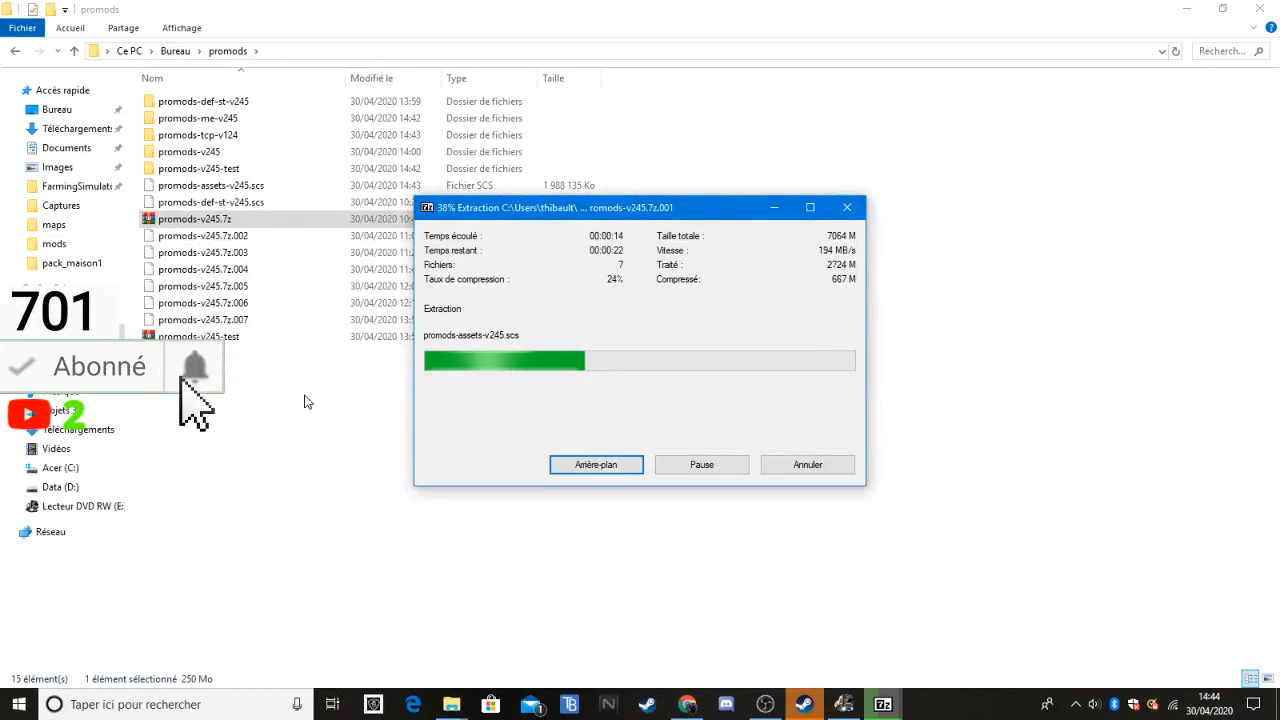 promods
Fichier Accueil Partage Affichage
Ce PC > Bureau > promods >
Recherch...
Nom Modifié le Type Taille
Accès rapide
Bureau
Téléchargement:
Documents
Images
FarmingSimulato
Captures
maps
mods
pack_maison1
promods-def-st-v245 30/04/2020 13:59 Dossier de fichiers
promods-me-v245 30/04/2020 14:42 Dossier de fichiers
promods-tcp-v124 30/04/2020 14:43 Dossier de fichiers
promods-v245 30/04/2020 14:00 Dossier de fichiers
promods-v245-test 30/04/2020 14:42 Dossier de fichiers
promods-assets-v245.scs 30/04/2020 14:43 Fichier SCS 1 988 135 Ko
promods-def-st-v245.scs 30/04/2020 10:
promods-v245.7z 30/04/2020 10:
promods-v245.7z.002 30/04/2020 11:
promods-v245.7z.003 30/04/2020 11:
promods-v245.7z.004 30/04/2020 11:
promods-v245.7z.005 30/04/2020 12:
promods-v245.7z.006 30/04/2020 12:
promods-v245.7z.007 30/04/2020 13:
promods-v245-test 30/04/2020 13:
701
Abonné
2
Téléchargements
Vidéos
Acer (C:)
Data (D:)
Lecteur DVD RW (E:
Réseau
7z 38% Extraction C:\Users\thibault\ ... romods-v245.7z.001
Temps écoulé : 00:00:14 Taille totale : 7064 M
Temps restant : 00:00:22 Vitesse : 194 MB/s
Fichiers: 7 Traité : 2724 M
Taux de compression : 24% Compressé: 667 M
Extraction
promods-assets-v245.scs
Arrière-plan Pause Annuler
15 élément(s) 1 élément sélectionné 250 Mo
Taper ici pour rechercher
7z
14:44
30/04/2020